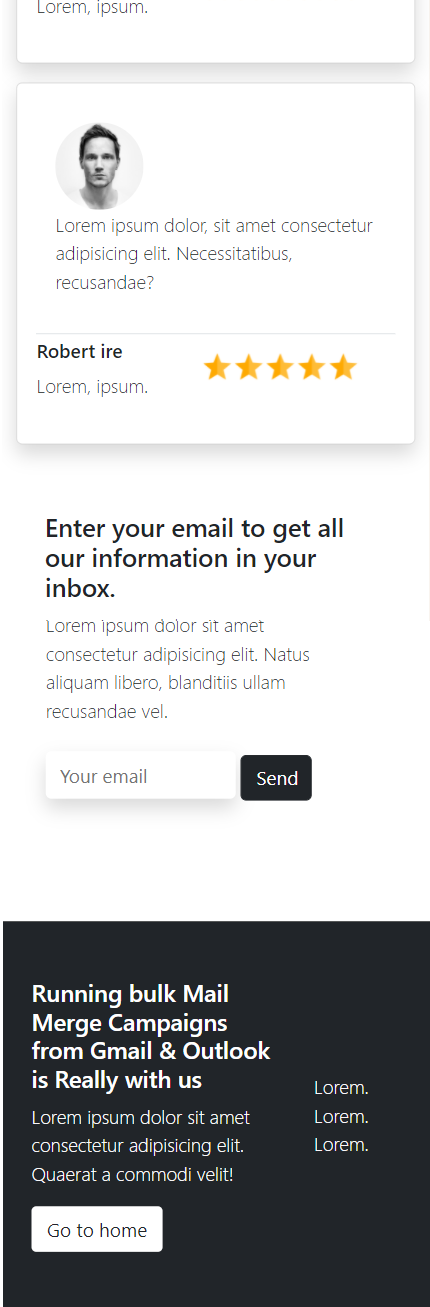 Lorem, ipsum.
Lorem ipsum dolor, sit amet consectetur
adipisicing elit. Necessitatibus,
recusandae?
Robert ire
Lorem, ipsum.
Enter your email to get all
our information in your
inbox.
Lorem ipsum dolor sit amet
consectetur adipisicing elit. Natus
aliquam libero, blanditiis ullam
recusandae vel.
Your email
Send
Running bulk Mail
Merge Campaigns
from Gmail & Outlook
is Really with us
Lorem ipsum dolor sit amet
consectetur adipisicing elit.
Quaerat a commodi velit!
Go to home
Lorem.
Lorem.
Lorem.